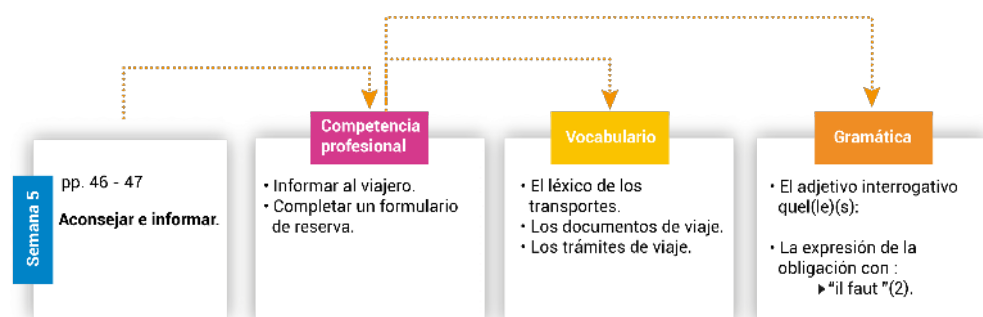 Semana 5
pp. 46 - 47
Aconsejar e informar.
Competencia
profesional
• Informar al viajero.
• Completar un formulario
de reserva.
Vocabulario
• El léxico de los
transportes.
• Los documentos de viaje.
• Los trámites de viaje.
Gramática
• El adjetivo interrogativo
quel(le)(s):
• La expresión de la
obligación con :
▸"il faut "(2).